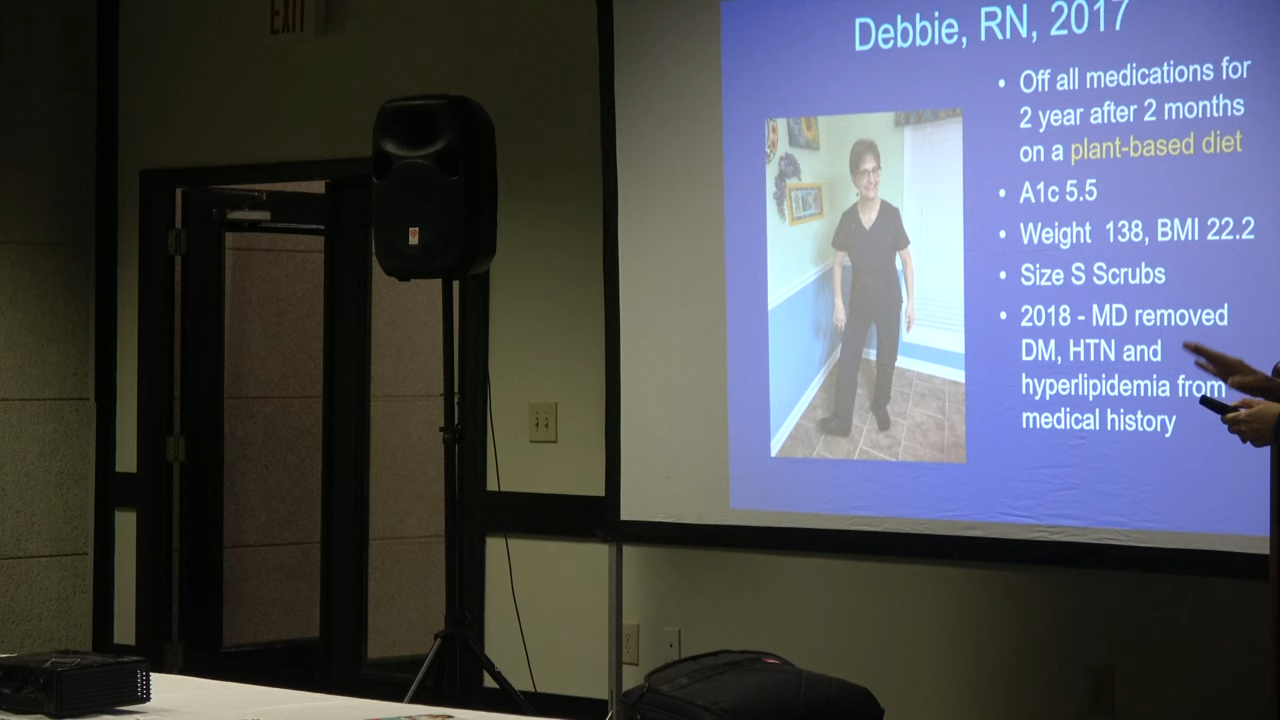 EXIT
Debbie, RN, 2017
• Off all medications for
2 year after 2 months
on a plant-based diet
• A1c 5.5
• Weight 138, BMI 22.2
• Size S Scrubs
• 2018 - MD removed
DM, HTN and
hyperlipidemia from
medical history